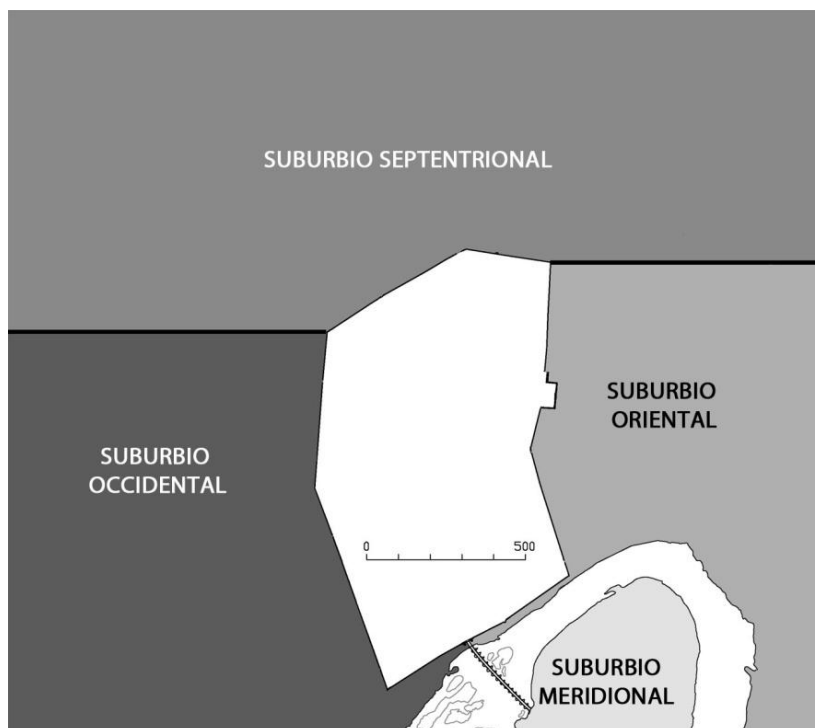 SUBURBIO SEPTENTRIONAL
SUBURBIO
ORIENTAL
SUBURBIO
OCCIDENTAL
0 500
SUBURBIO
MERIDIONAL